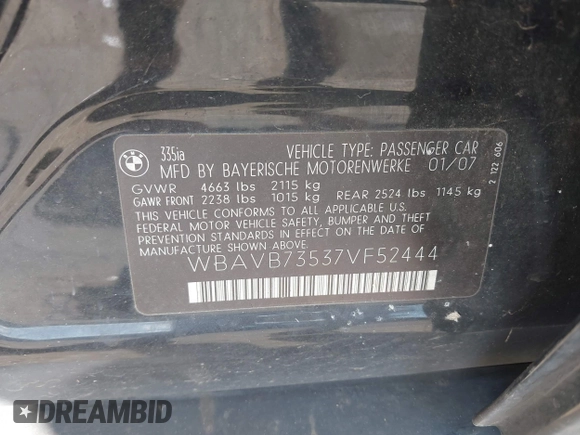 BMW
335ia
VEHICLE TYPE: PASSENGER CAR
MFD BY BAYERISCHE MOTORENWERKE 01/07
GVWR 4663 lbs 2115 kg
GAWR FRONT 2238 lbs 1015 kg REAR 2524 lbs 1145 kg
THIS VEHICLE CONFORMS TO ALL APPLICABLE U.S.
FEDERAL MOTOR VEHICLE SAFETY, BUMPER AND THEFT
PREVENTION STANDARDS IN EFFECT ON THE DATE OF
MANUFACTURE SHOWN ABOVE.
WBAVB73537VF52444
2 122 606
DREAMBID